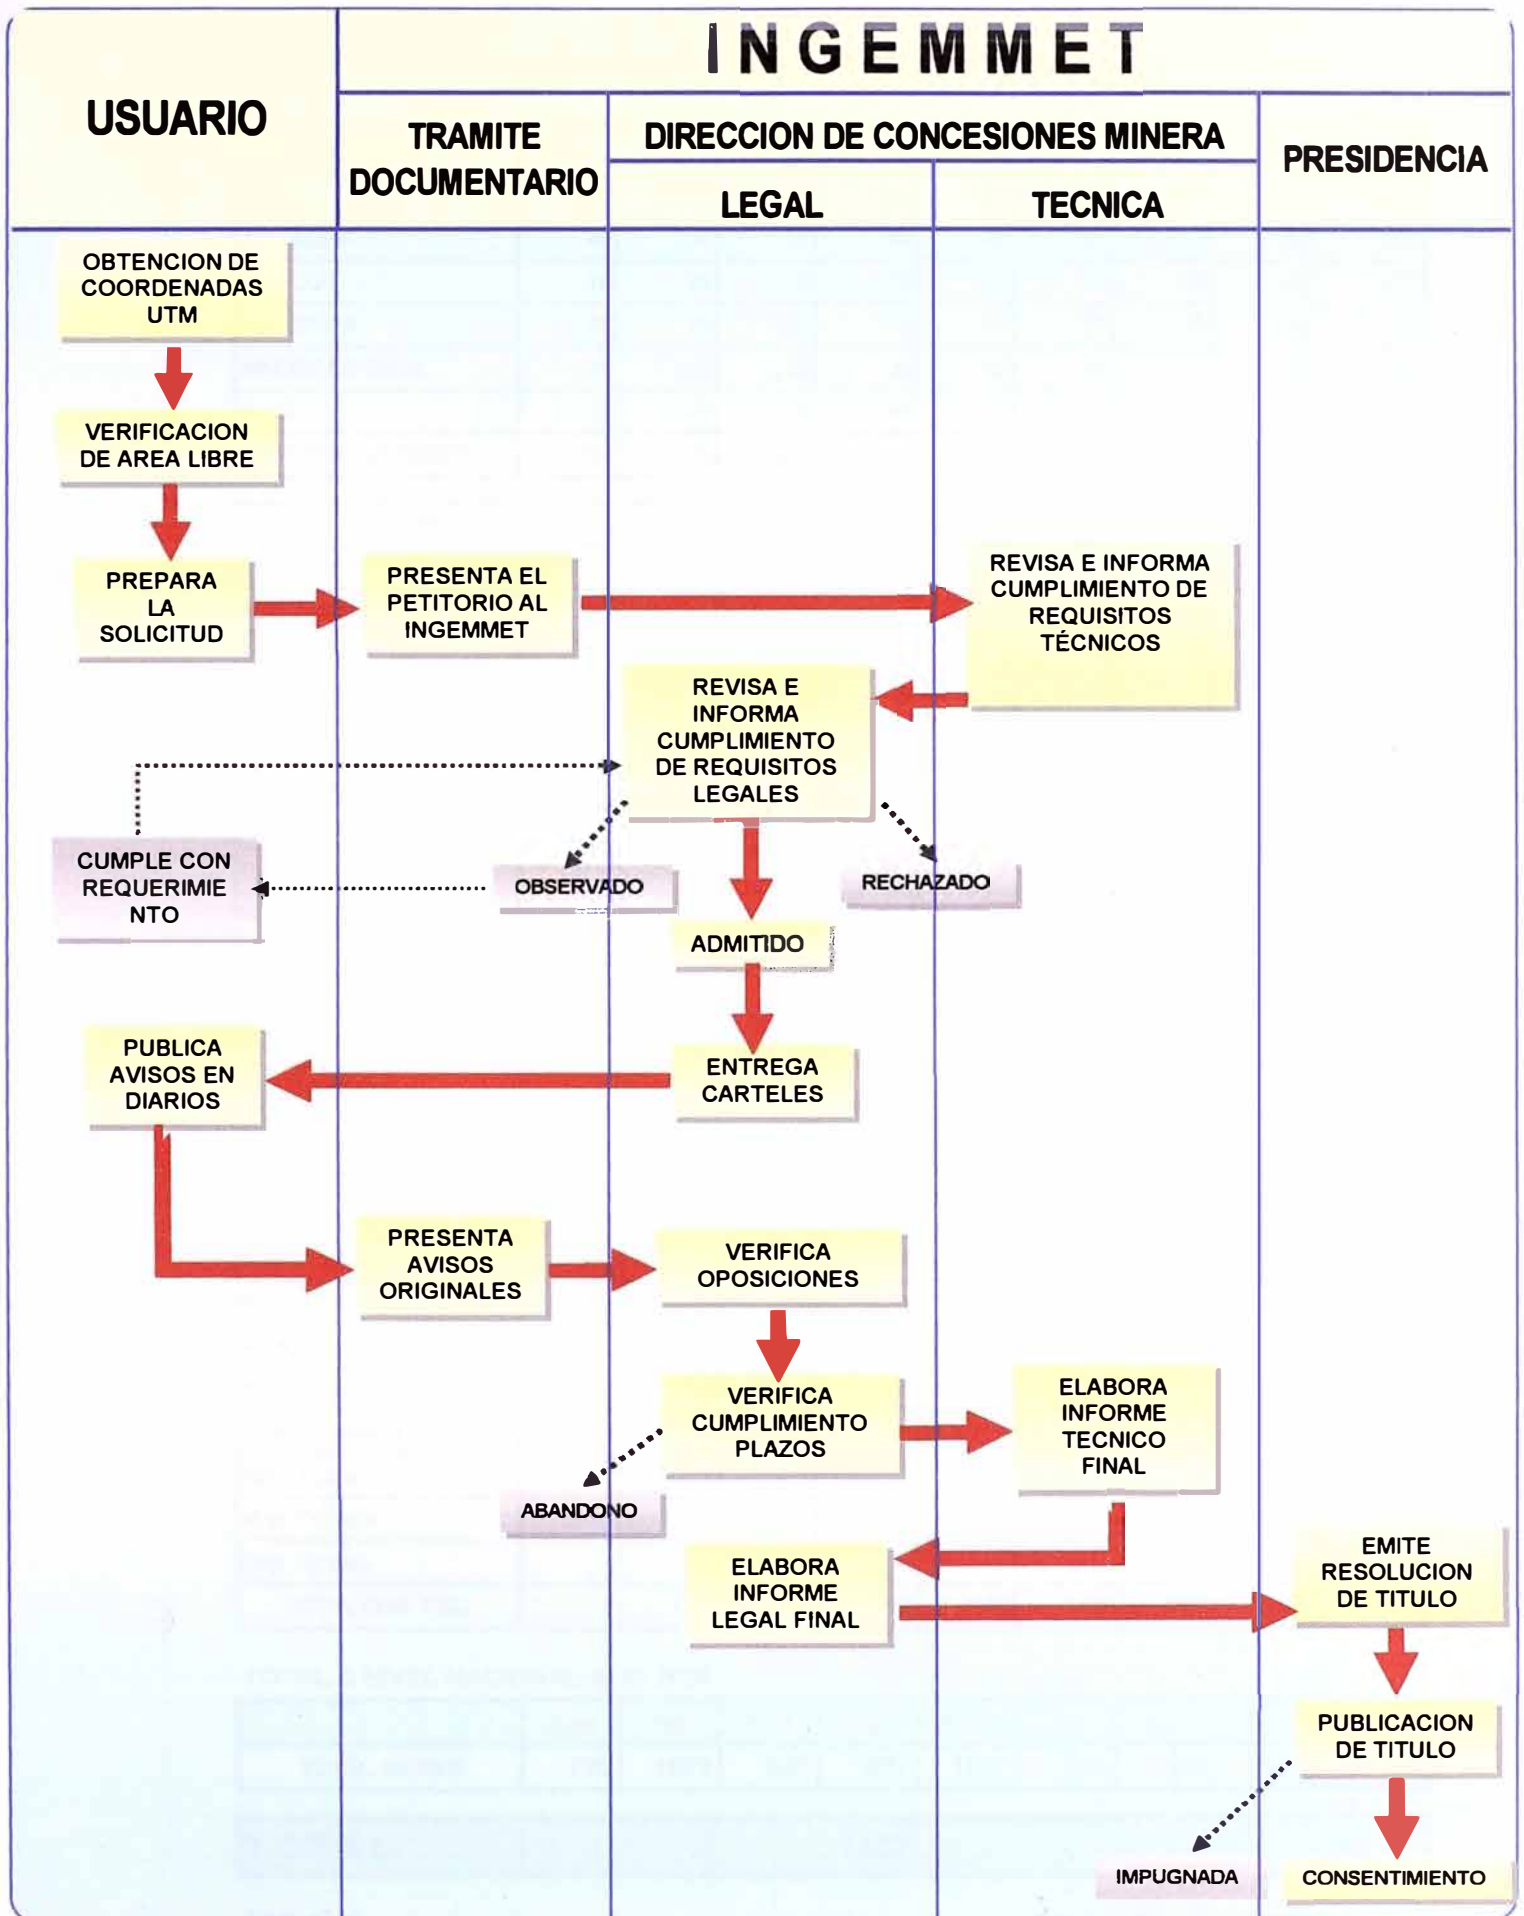 INGEMMET
USUARIO
TRAMITE
DOCUMENTARIO
DIRECCION DE CONCESIONES MINERA
PRESIDENCIA
LEGAL
TECNICA
OBTENCION DE
COORDENADAS
UTM
VERIFICACION
DE AREA LIBRE
PREPARA
LA
SOLICITUD
PRESENTA EL
PETITORIO AL
INGEMMET
REVISA E INFORMA
CUMPLIMIENTO DE
REQUISITOS
TÉCNICOS
REVISA E
INFORMA
CUMPLIMIENTO
DE REQUISITOS
LEGALES
CUMPLE CON
REQUERIMIE
NTO
OBSERVADO
RECHAZADO
ADMITIDO
PUBLICA
AVISOS EN
DIARIOS
ENTREGA
CARTELES
PRESENTA
AVISOS
ORIGINALES
VERIFICA
OPOSICIONES
VERIFICA
CUMPLIMIENTO
PLAZOS
ELABORA
INFORME
TECNICO
FINAL
ABANDONO
ELABORA
INFORME
LEGAL FINAL
EMITE
RESOLUCION
DE TITULO
PUBLICACION
DE TITULO
IMPUGNADA
CONSENTIMIENTO